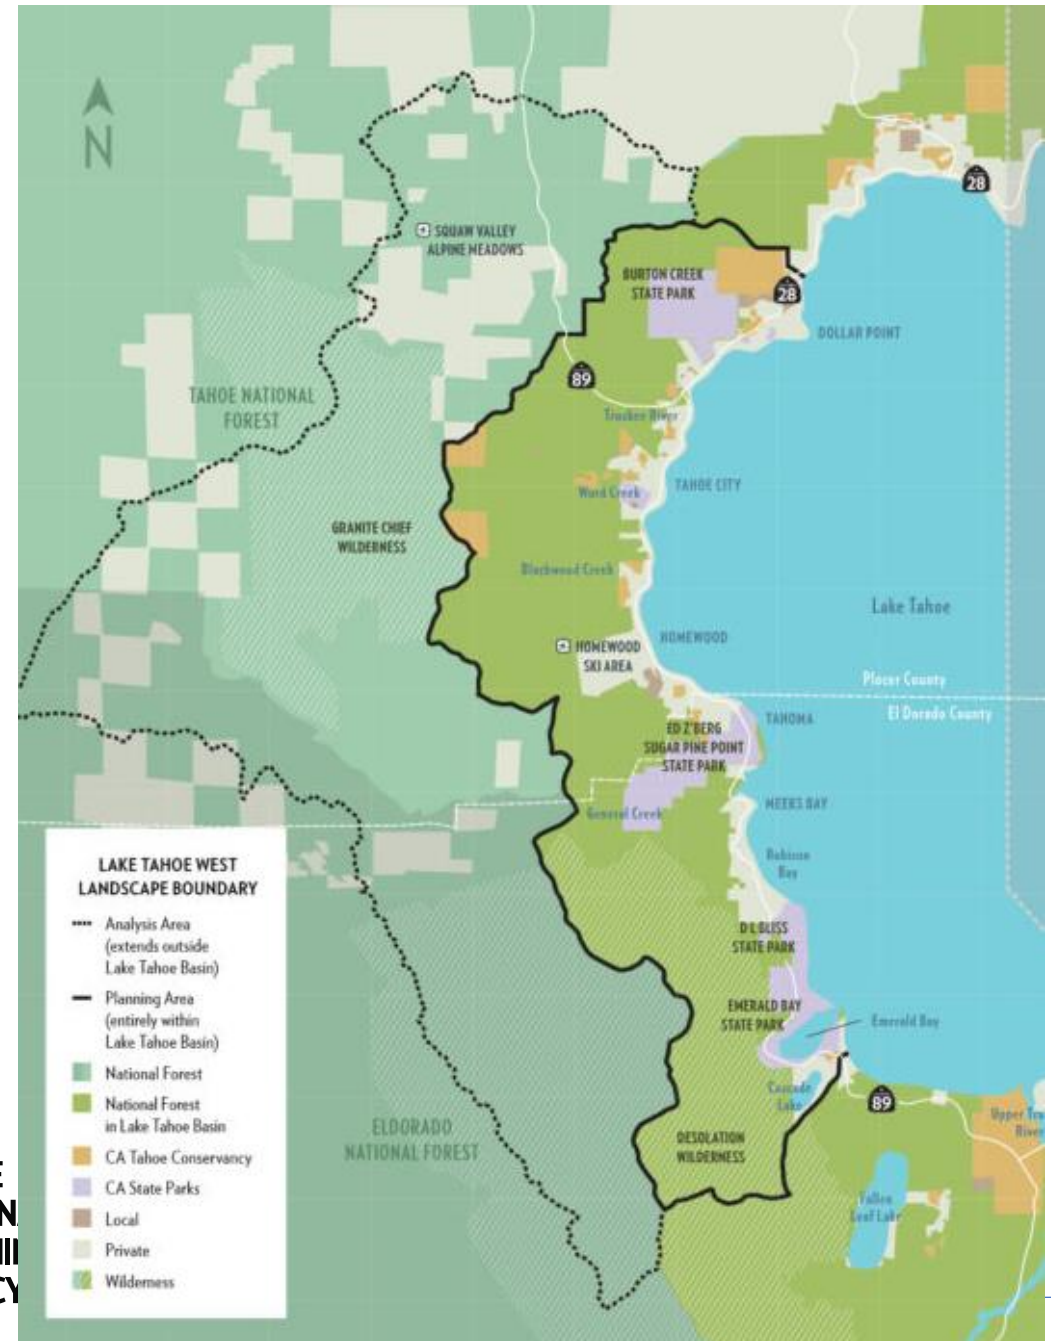 N
28
SQUAW VALLEY
ALPINE MEADOWS
BURTON CREEK
STATE PARK
28
DOLLAR POINT
89
TAHOE NATIONAL
FOREST
Truckee River
Ward Creek
TAHOE CITY
GRANITE CHIEF
WILDERNESS
Blackwood Creek
Lake Tahoe
HOMEWOOD
HOMEWOOD
SKI AREA
Placer County
El Dorado County
TAHOMA
ED Z'BERG
SUGAR PINE POINT
STATE PARK
MEEKS BAY
General Creek
Rubicon
Bay
D L BLISS
STATE PARK
EMERALD BAY
STATE PARK
Emerald Bay
Cascade
Lake
89
Upper Tru
River
ELDORADO
NATIONAL FOREST
DESOLATION
WILDERNESS
Fallen
Leaf Lake
LAKE TAHOE WEST
LANDSCAPE BOUNDARY
Analysis Area
(extends outside
Lake Tahoe Basin)
Planning Area
(entirely within
Lake Tahoe Basin)
National Forest
National Forest
in Lake Tahoe Basin
CA Tahoe Conservancy
CA State Parks
Local
Private
Wilderness